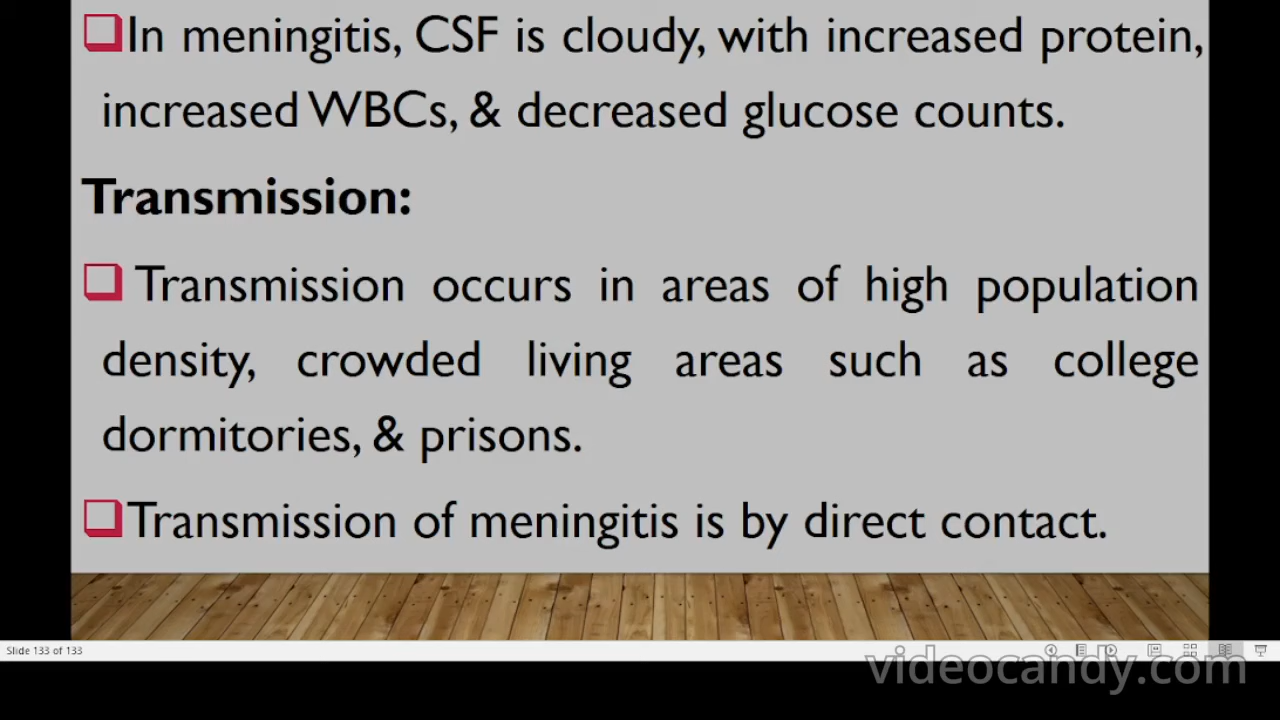 In meningitis, CSF is cloudy, with increased protein,
increased WBCs, & decreased glucose counts.
Transmission:
Transmission occurs in areas of high population
density, crowded living areas such as college
dormitories, & prisons.
Transmission of meningitis is by direct contact.
Slide 133 of 133
videocandy.com